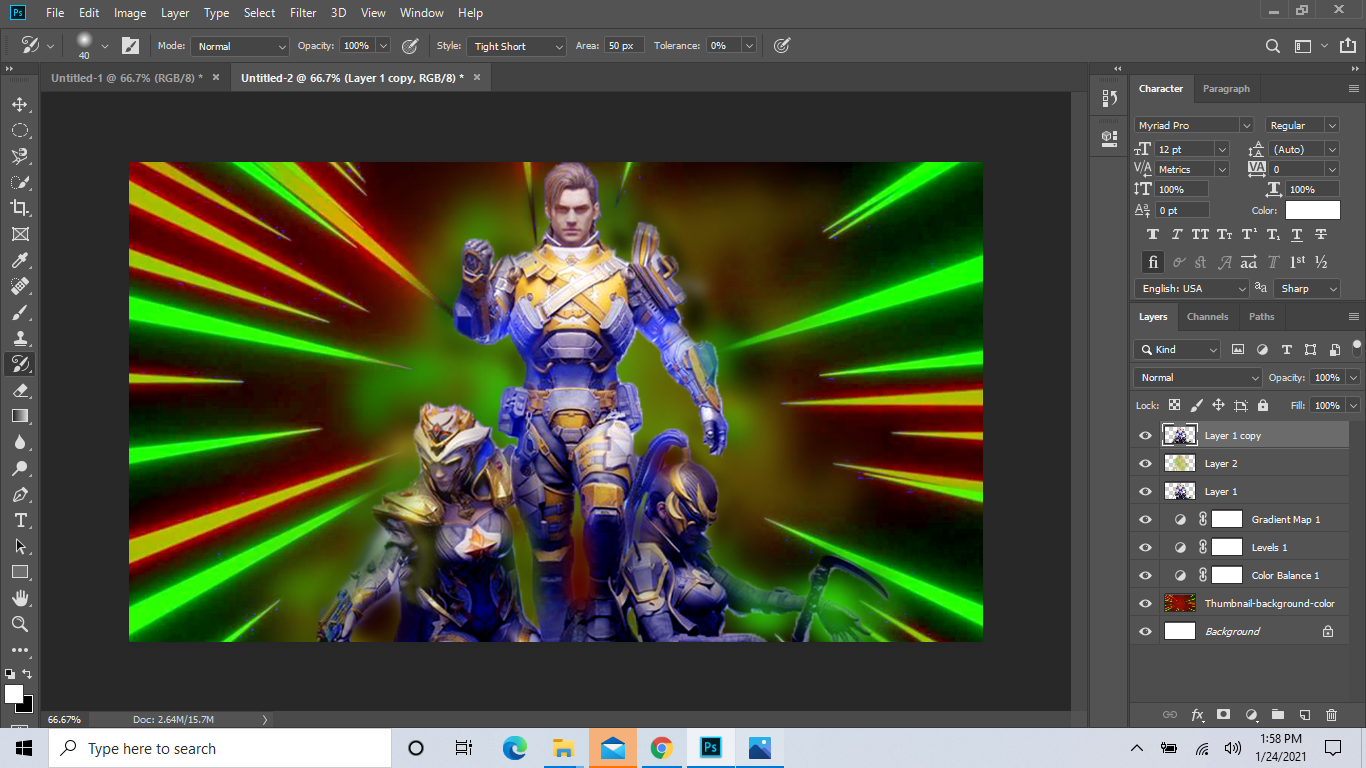 Ps File Edit Image Layer Type Select Filter 3D View Window Help
40 Mode: Normal Opacity: 100% Style: Tight Short Area: 50 px Tolerance: 0%
Untitled-1 @ 66.7% (RGB/8) * × Untitled-2 @ 66.7% (Layer 1 copy, RGB/8) * ×
Character Paragraph
Myriad Pro Regular
12 pt (Auto)
Metrics 0
100% 100%
0 pt Color:
T T TT Tт T¹ T₁ T T
fi st A aa T 1st ½
English: USA aa Sharp
Layers Channels Paths
Kind
Normal Opacity: 100%
Lock: Fill: 100%
Layer 1 copy
Layer 2
Layer 1
Gradient Map 1
Levels 1
Color Balance 1
Thumbnail-background-color
Background
66.67% Doc: 2.64M/15.7M
fx
Type here to search
Ps
1:58 PM
1/24/2021